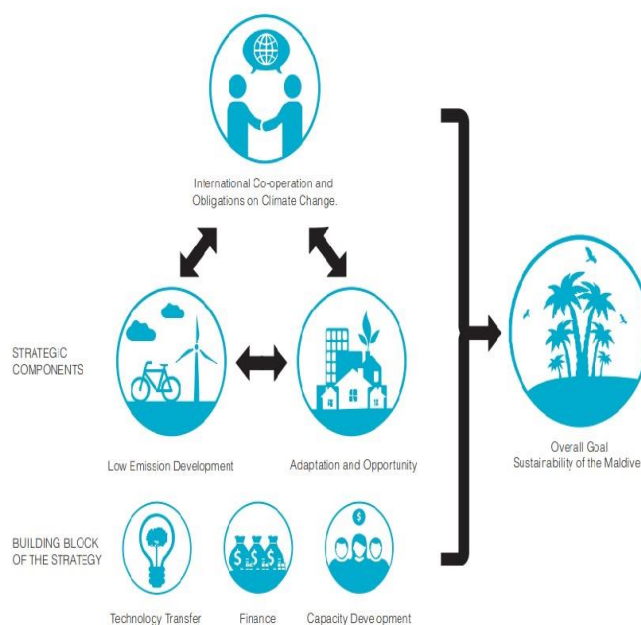 International Co-operation and
Obligations on Climate Change.
STRATEGIC
COMPONENTS
Low Emission Development
Adaptation and Opportunity
Overall Goal
Sustainability of the Maldive
BUILDING BLOCK
OF THE STRATEGY
$ $ $
$
Technology Transfer
Finance
Capacity Development